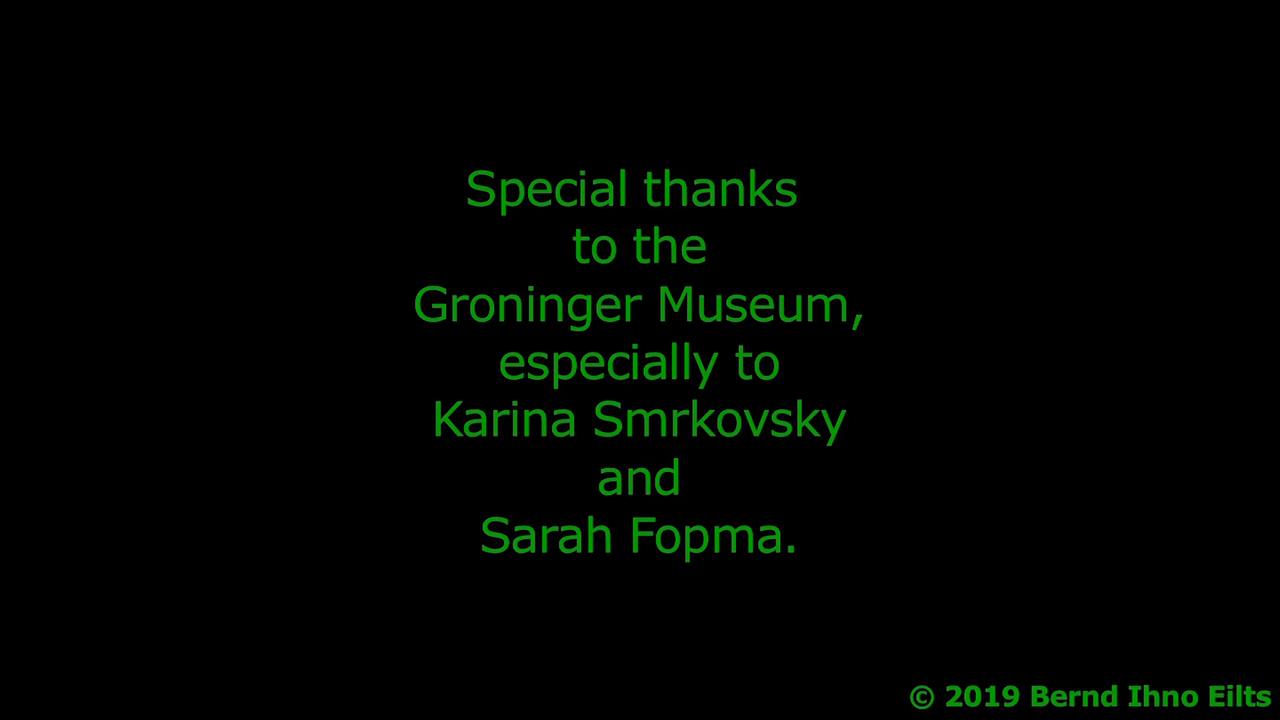 Special thanks
to the
Groninger Museum,
especially to
Karina Smrkovsky
and
Sarah Fopma.
© 2019 Bernd Ihno Eilts